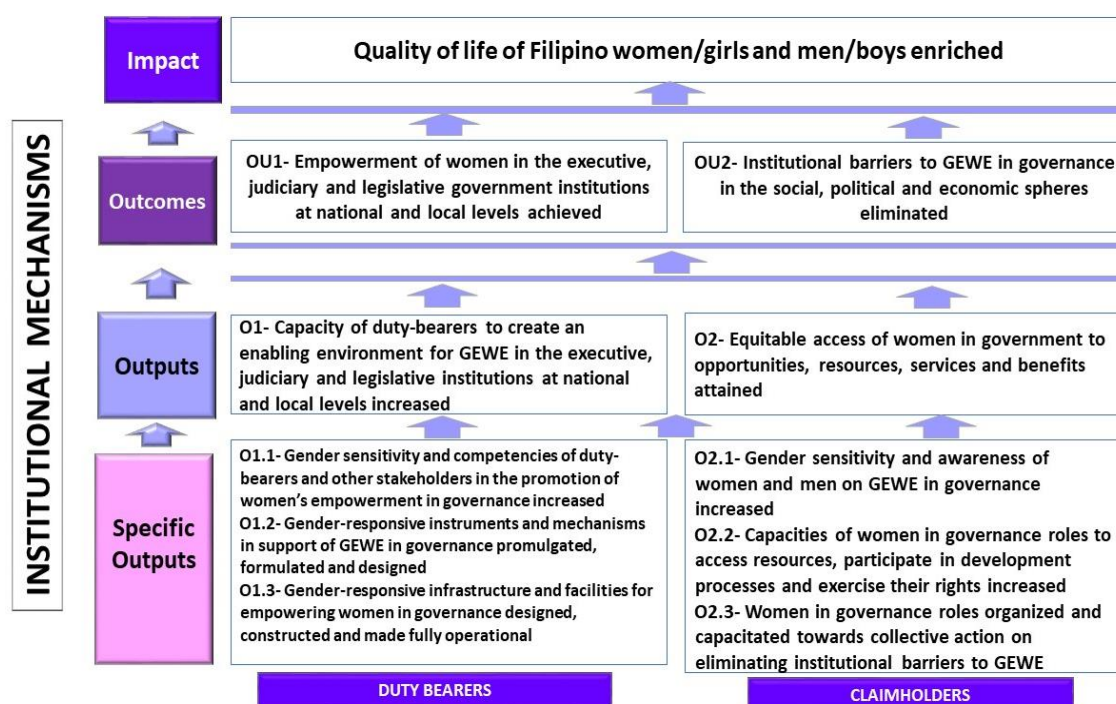 INSTITUTIONAL MECHANISMS
Impact
Quality of life of Filipino women/girls and men/boys enriched
Outcomes
OU1- Empowerment of women in the executive,
judiciary and legislative government institutions
at national and local levels achieved
OU2- Institutional barriers to GEWE in governance
in the social, political and economic spheres
eliminated
Outputs
O1- Capacity of duty-bearers to create an
enabling environment for GEWE in the executive,
judiciary and legislative institutions at national
and local levels increased
O2- Equitable access of women in government to
opportunities, resources, services and benefits
attained
Specific
Outputs
O1.1- Gender sensitivity and competencies of duty-
bearers and other stakeholders in the promotion of
women's empowerment in governance increased
O1.2- Gender-responsive instruments and mechanisms
in support of GEWE in governance promulgated,
formulated and designed
O1.3- Gender-responsive infrastructure and facilities for
empowering women in governance designed,
constructed and made fully operational
O2.1- Gender sensitivity and awareness of
women and men on GEWE in governance
increased
O2.2- Capacities of women in governance roles to
access resources, participate in development
processes and exercise their rights increased
O2.3- Women in governance roles organized and
capacitated towards collective action on
eliminating institutional barriers to GEWE
DUTY BEARERS
CLAIMHOLDERS